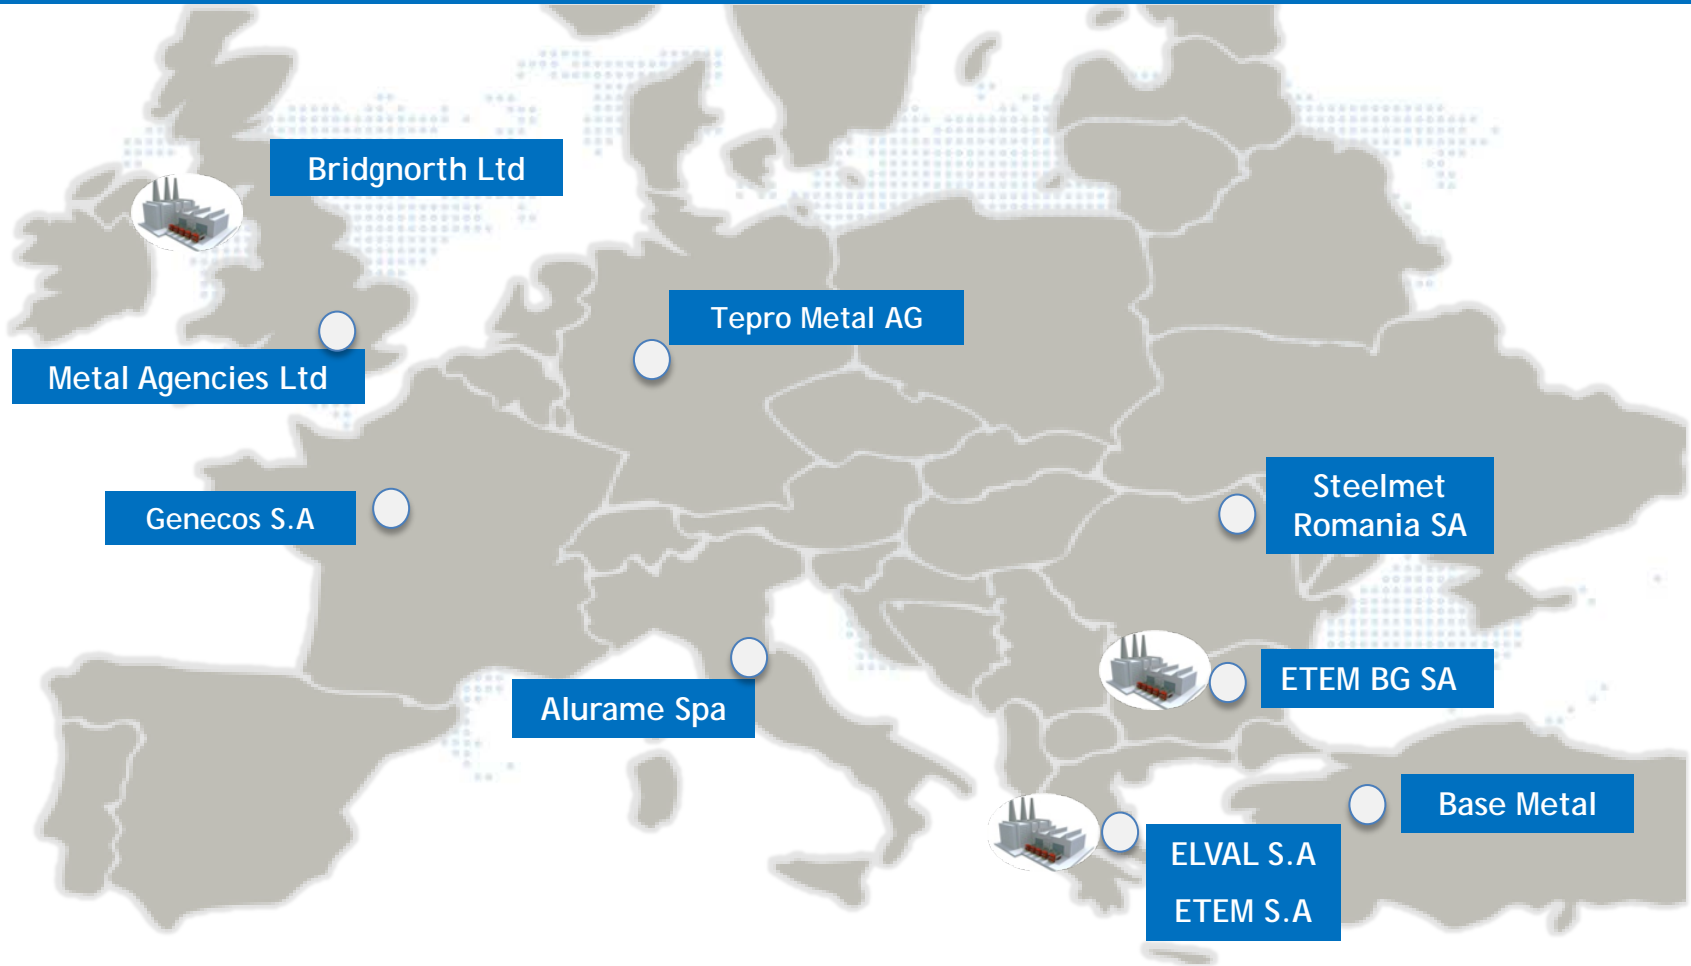 Bridgnorth Ltd
Tepro Metal AG
Metal Agencies Ltd
Steelmet
Romania SA
Genecos S.A
ETEM BG SA
Alurame Spa
Base Metal
ELVAL S.A
ETEM S.A